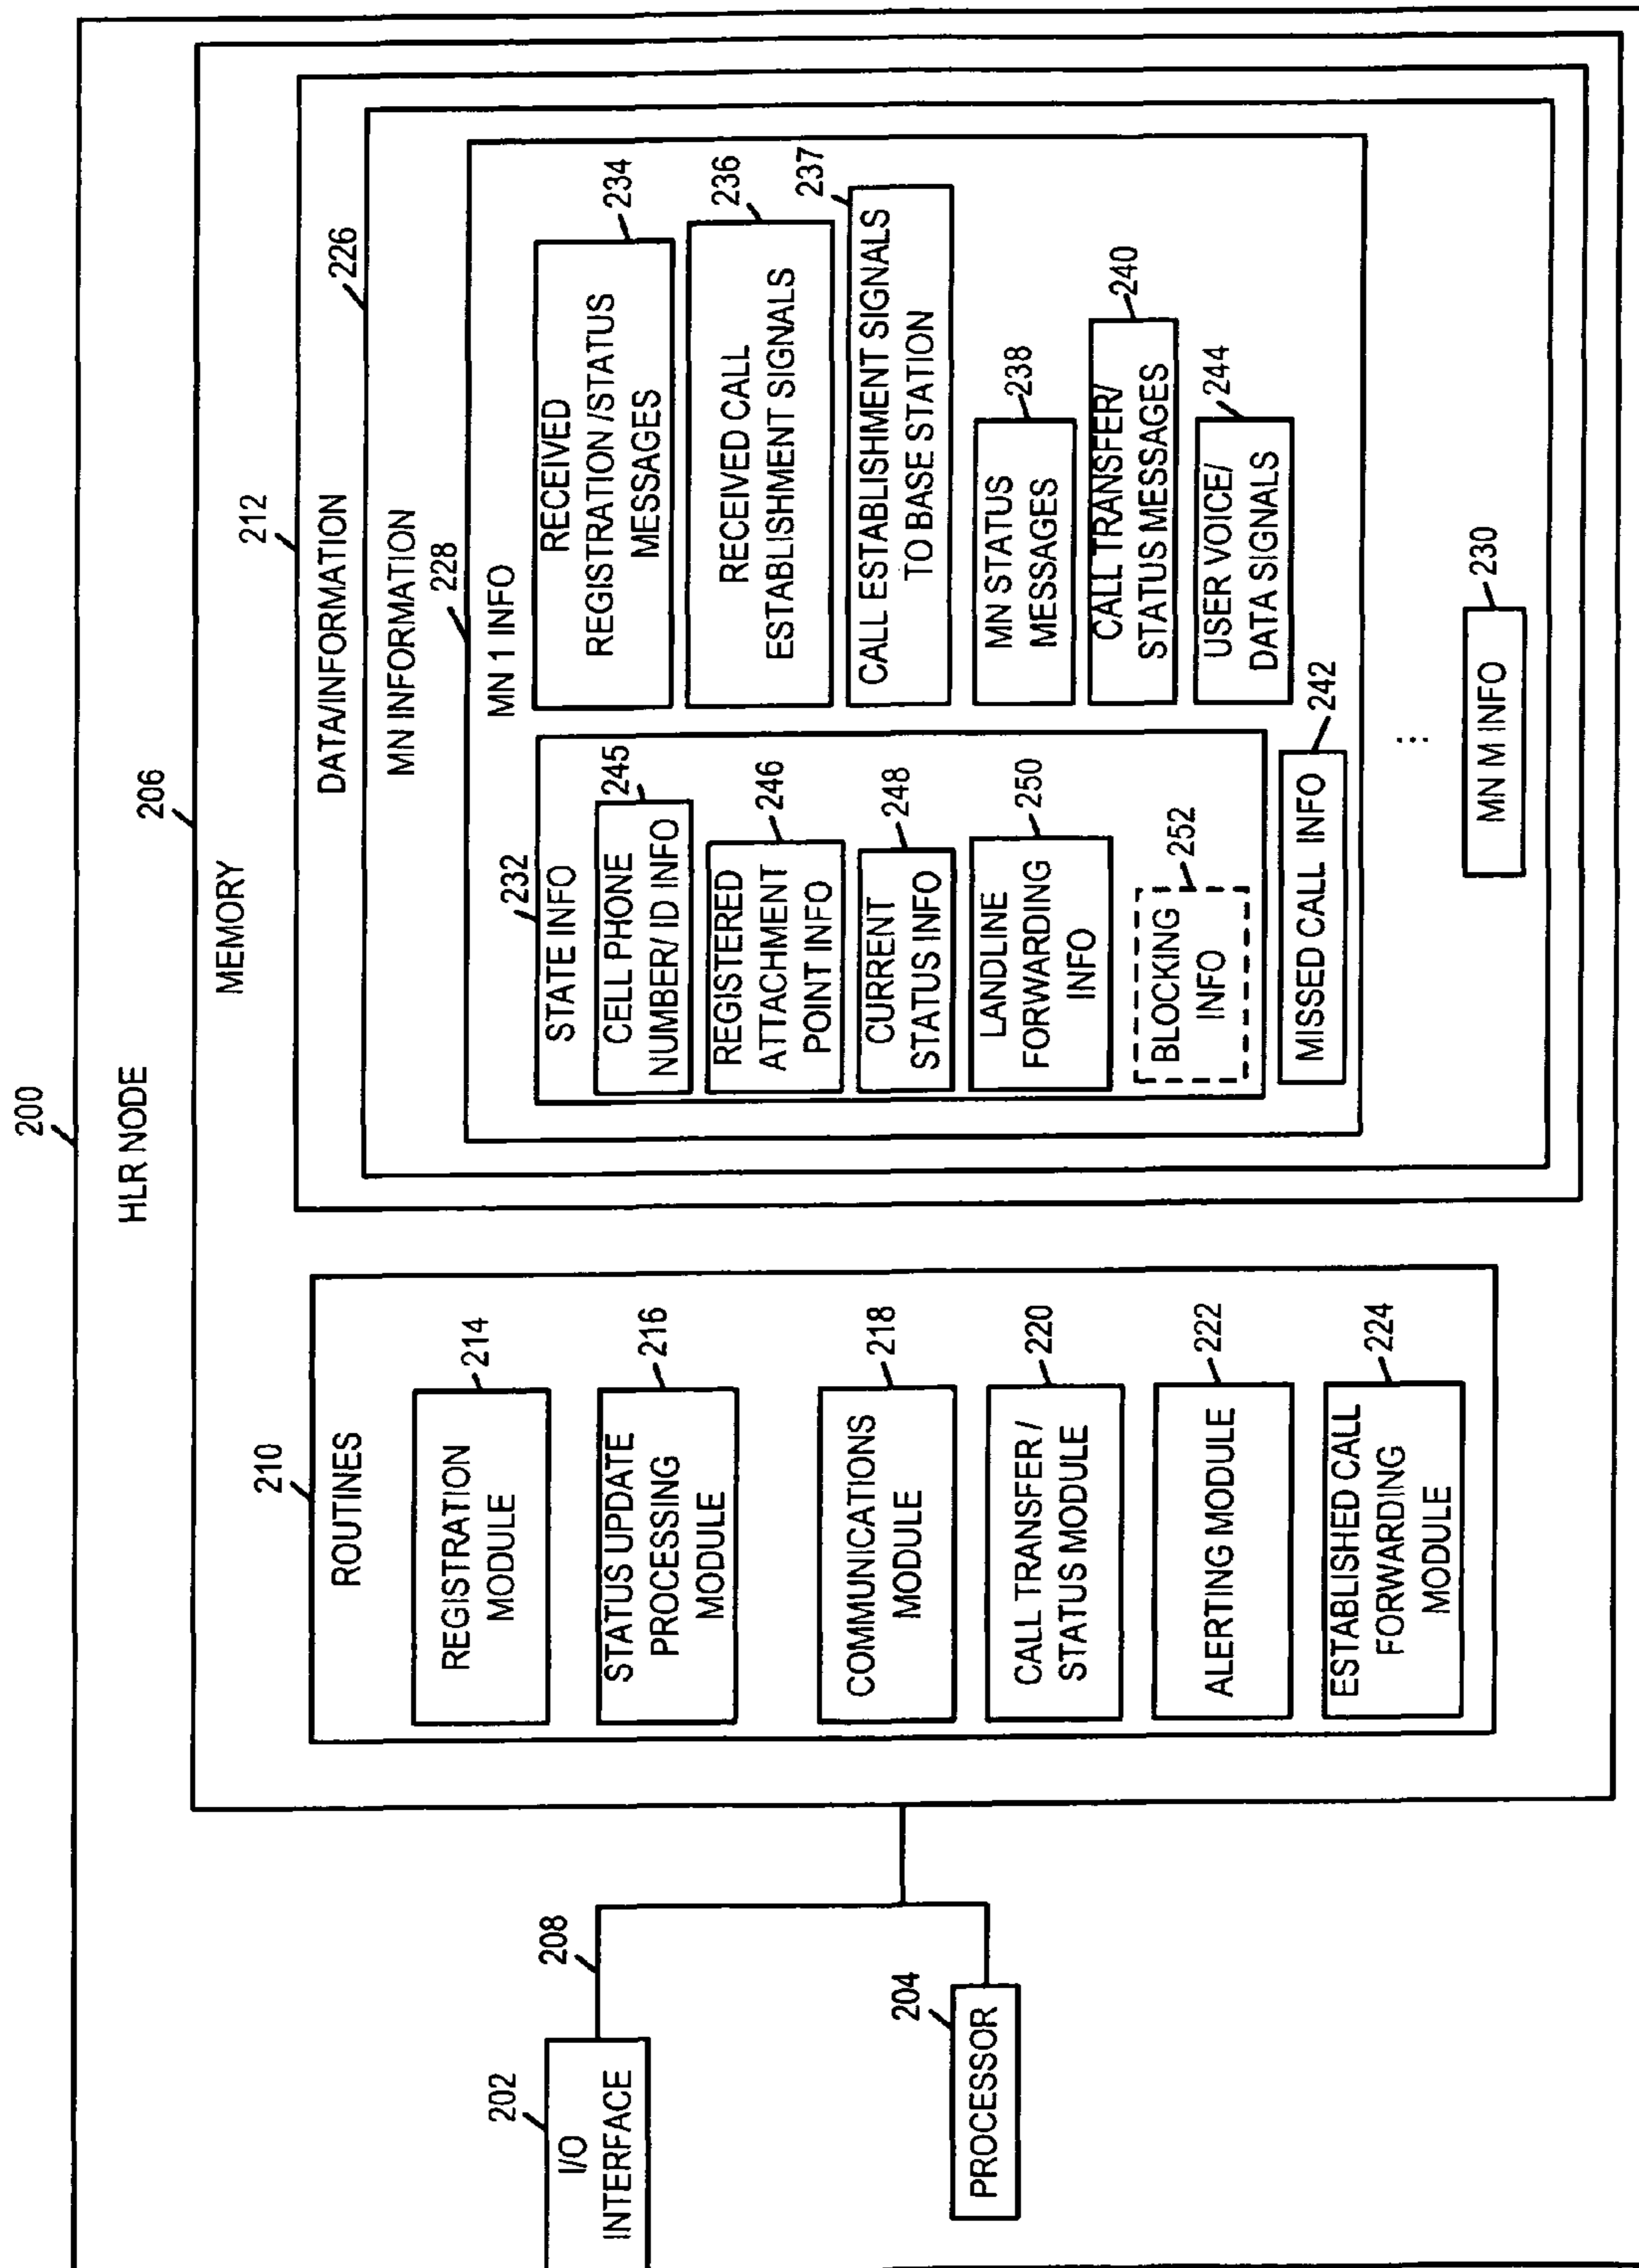 200
HLR NODE
206
MEMORY
202
I/O
INTERFACE
208
204
PROCESSOR
210
ROUTINES
REGISTRATION
MODULE
214
STATUS UPDATE
PROCESSING
MODULE
216
COMMUNICATIONS
MODULE
218
CALL TRANSFER /
STATUS MODULE
220
ALERTING MODULE
222
ESTABLISHED CALL
FORWARDING
MODULE
224
212
DATA/INFORMATION
226
MN INFORMATION
228
MN 1 INFO
232
STATE INFO
245
CELL PHONE
NUMBER/ ID INFO
REGISTERED
ATTACHMENT
POINT INFO
246
CURRENT
STATUS INFO
248
LANDLINE
FORWARDING
INFO
250
BLOCKING
INFO
252
MISSED CALL INFO
242
RECEIVED
REGISTRATION /STATUS
MESSAGES
234
RECEIVED CALL
ESTABLISHMENT SIGNALS
236
237
CALL ESTABLISHMENT SIGNALS
TO BASE STATION
MN STATUS
MESSAGES
238
CALL TRANSFER/
STATUS MESSAGES
240
USER VOICE/
DATA SIGNALS
244
...
MN M INFO
230